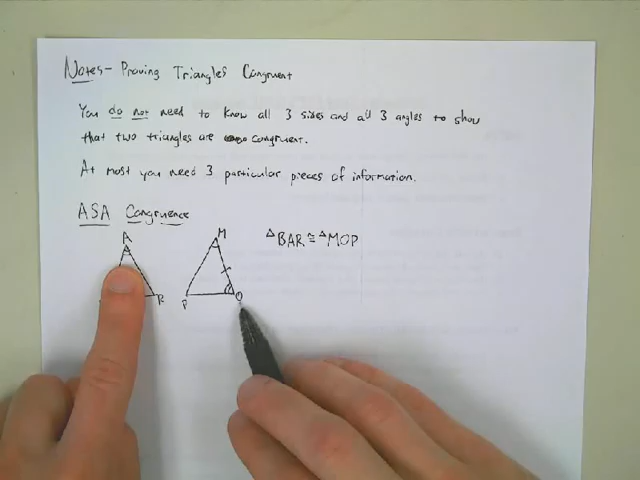 Notes- Proving Triangles Congruent
You do not need to know all 3 sides and all 3 angles to show
that two triangles are congruent.
At most you need 3 particular pieces of information.
ASA Congruence
A
M
△BAR≅△MOP
R
P
O